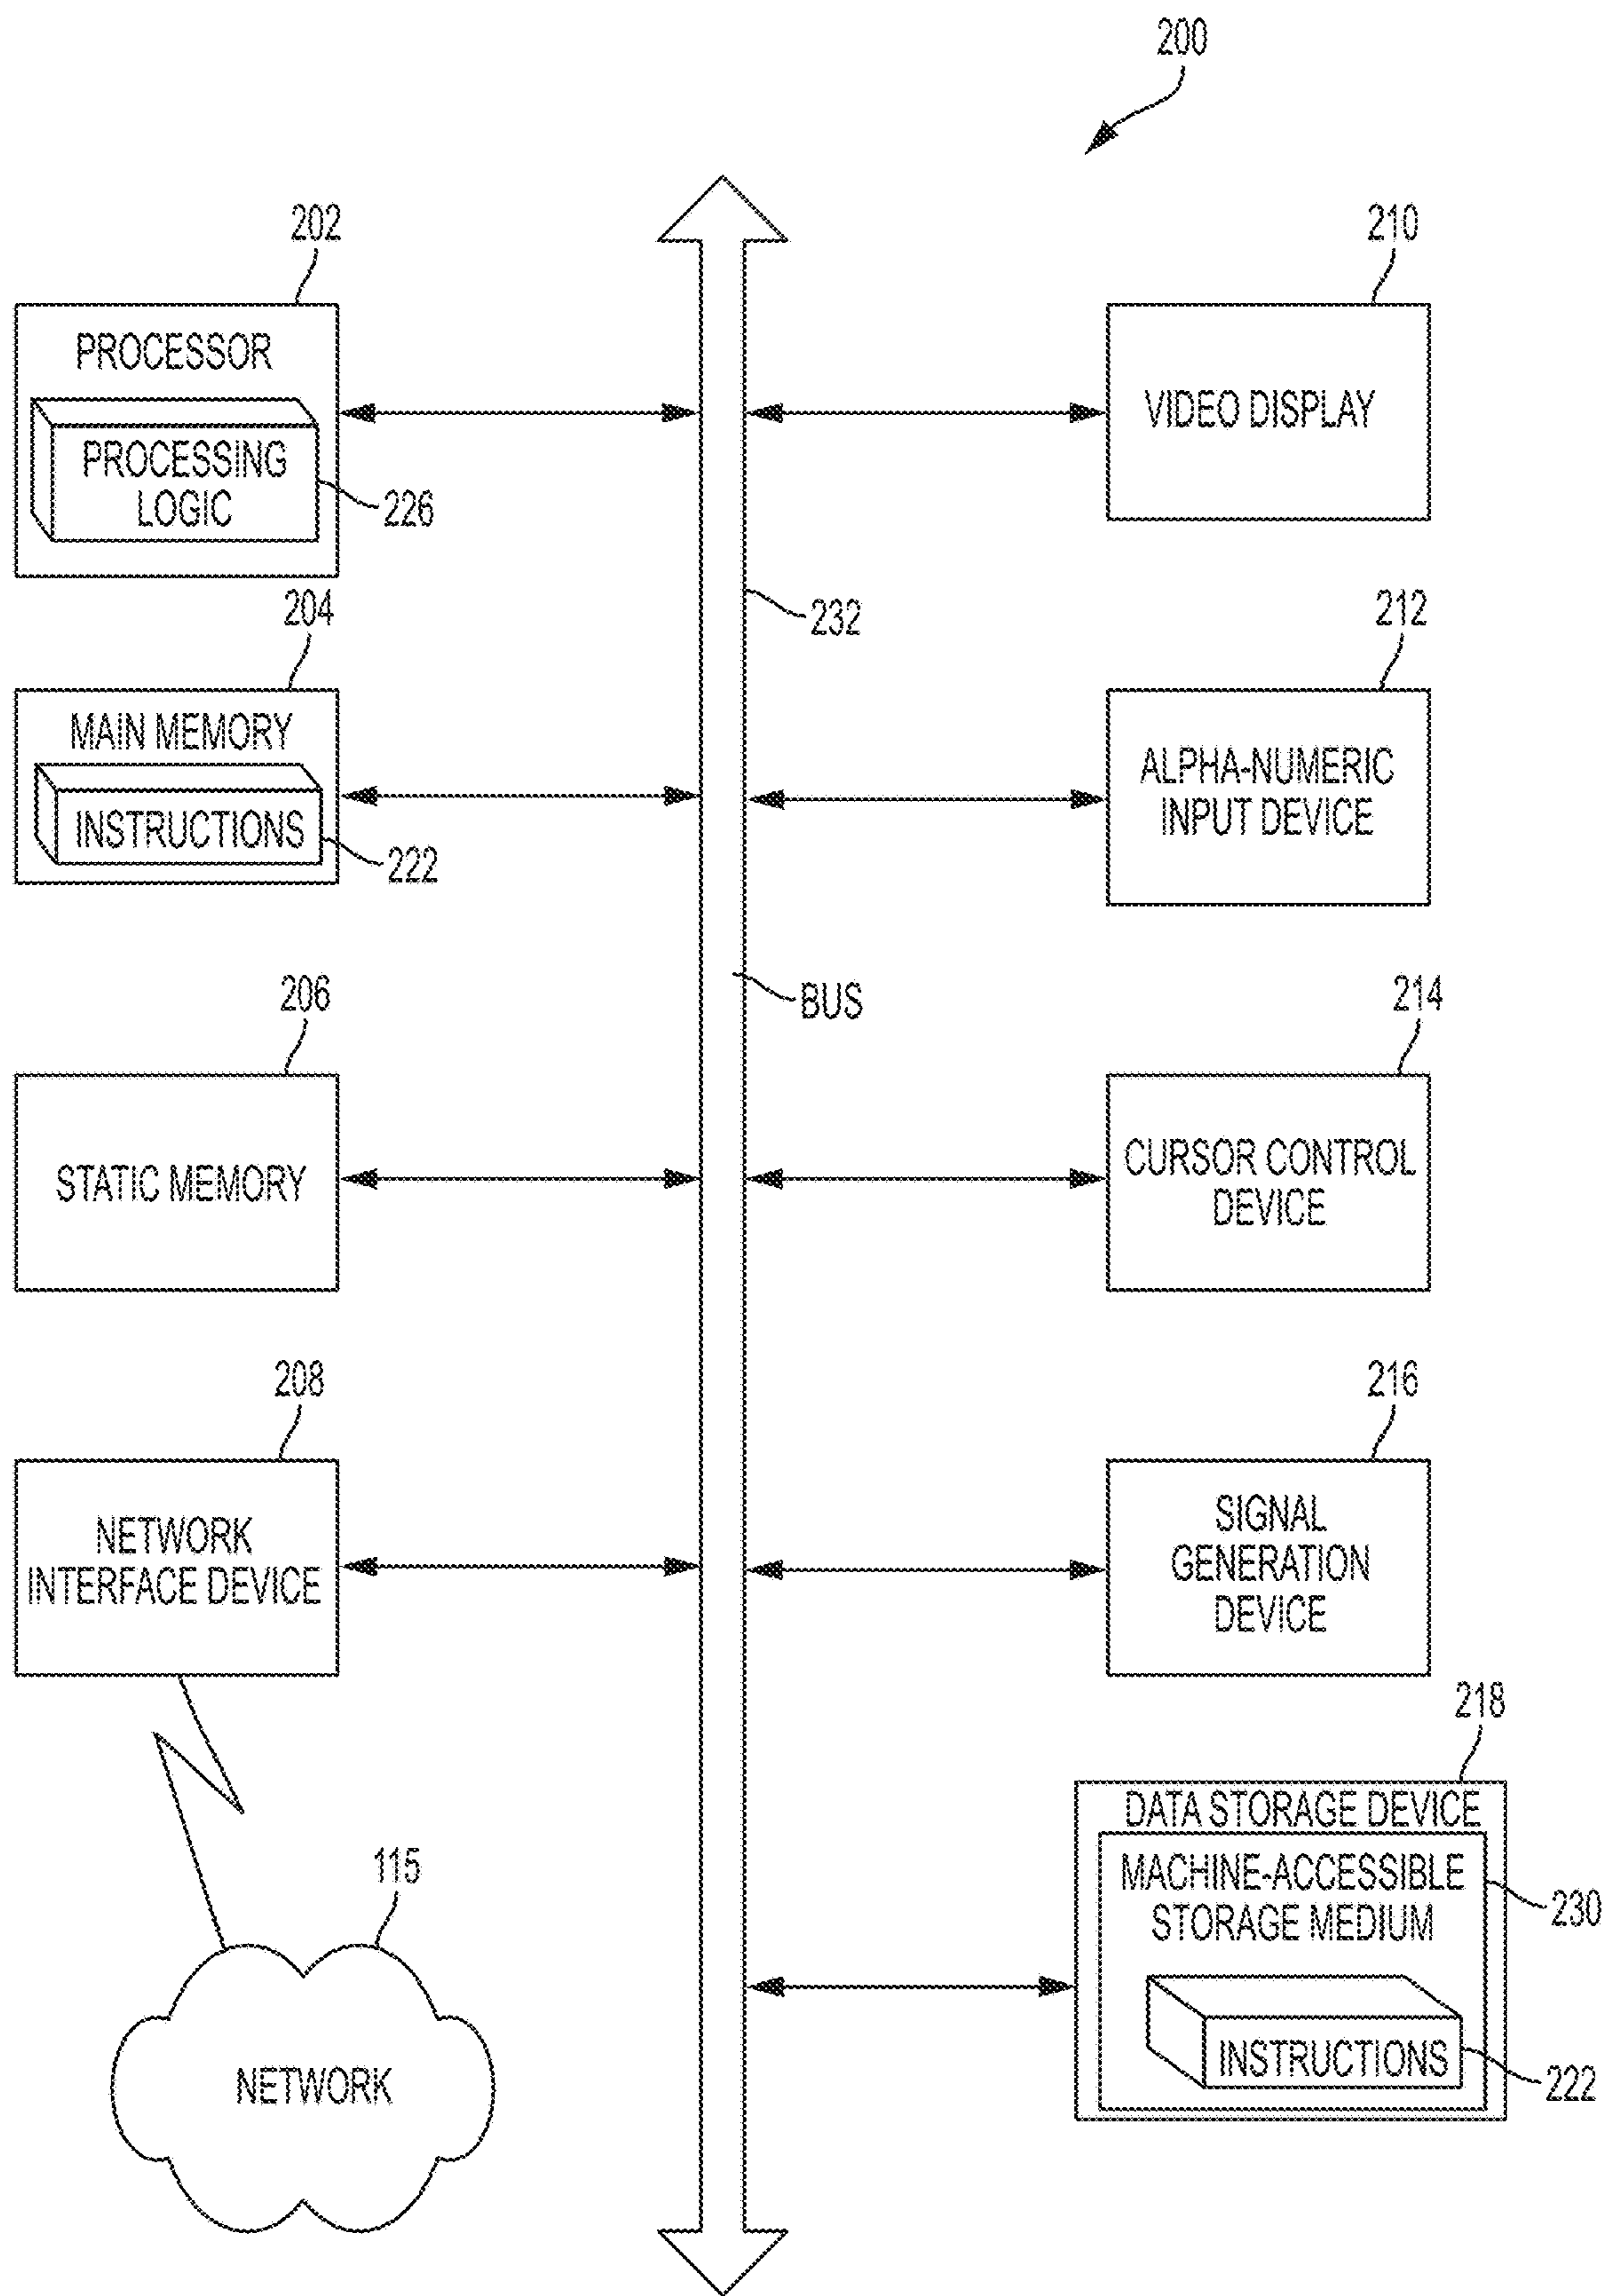 200
202
PROCESSOR
PROCESSING
LOGIC
226
210
VIDEO DISPLAY
232
204
MAIN MEMORY
INSTRUCTIONS
222
212
ALPHA-NUMERIC
INPUT DEVICE
BUS
206
STATIC MEMORY
214
CURSOR CONTROL
DEVICE
208
NETWORK
INTERFACE DEVICE
216
SIGNAL
GENERATION
DEVICE
115
NETWORK
218
DATA STORAGE DEVICE
MACHINE-ACCESSIBLE
STORAGE MEDIUM
230
INSTRUCTIONS
222